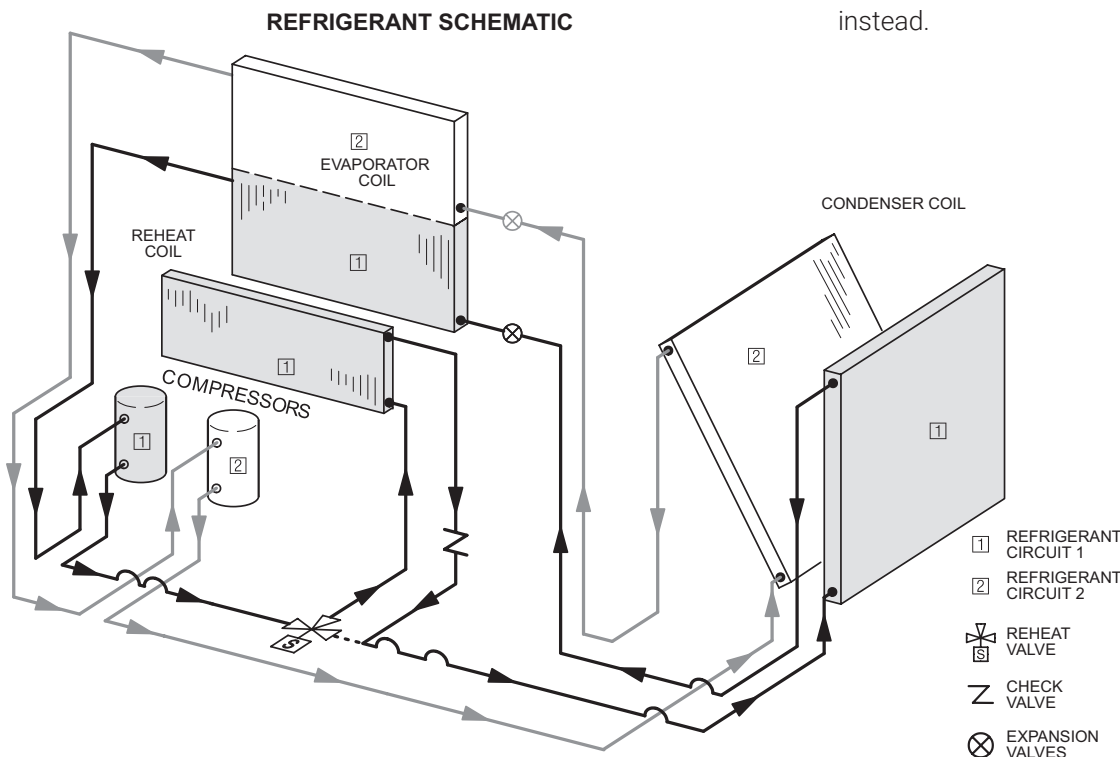 REFRIGERANT SCHEMATIC
instead.
2
EVAPORATOR
COIL
CONDENSER COIL
REHEAT
COIL
1
2
1
COMPRESSORS
1
1
2
S
1 REFRIGERANT
CIRCUIT 1
2 REFRIGERANT
CIRCUIT 2
S
REHEAT
VALVE
CHECK
VALVE
EXPANSION
VALVES